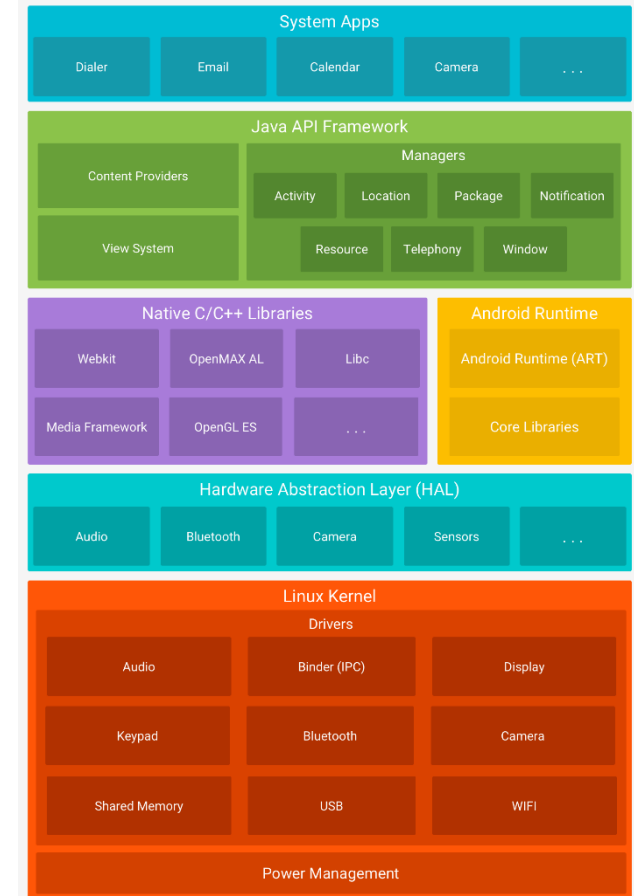 System Apps
Dialer
Email
Calendar
Camera
. . .
Java API Framework
Content Providers
View System
Managers
Activity
Location
Package
Notification
Resource
Telephony
Window
Native C/C++ Libraries
Webkit
OpenMAX AL
Libc
Media Framework
OpenGL ES
. . .
Android Runtime
Android Runtime (ART)
Core Libraries
Hardware Abstraction Layer (HAL)
Audio
Bluetooth
Camera
Sensors
. . .
Linux Kernel
Drivers
Audio
Binder (IPC)
Display
Keypad
Bluetooth
Camera
Shared Memory
USB
WIFI
Power Management